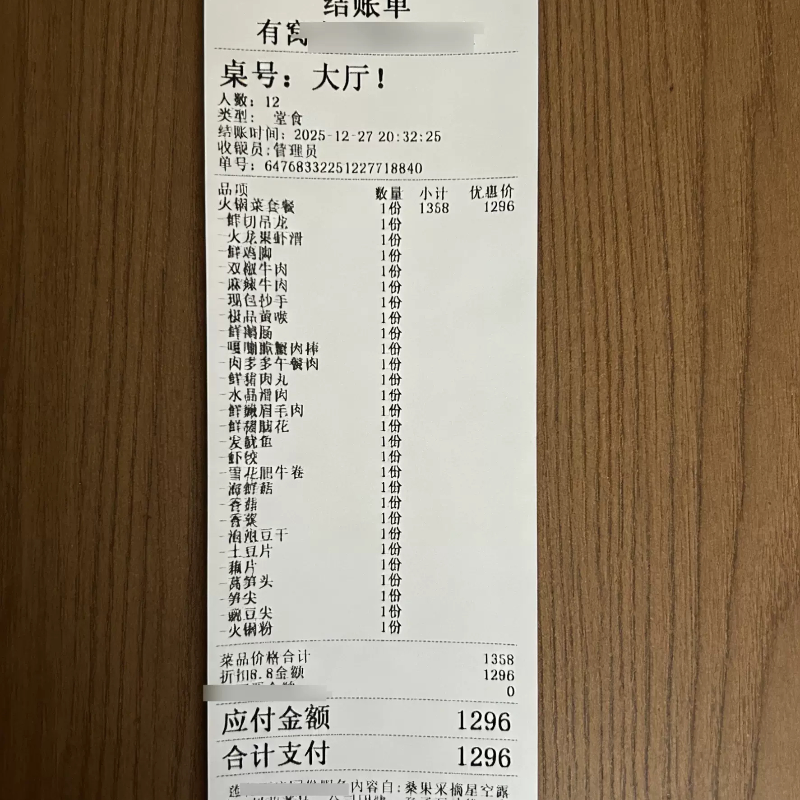 结账单
有窝
桌号：大厅！
人数：12
类型： 堂食
结账时间：2025-12-27 20:32:25
收银员：管理员
单号：64768332251227718840
品项 数量 小计 优惠价
火锅菜套餐 1份 1358 1296
-鲜切吊龙 1份
-火龙果虾滑 1份
-鲜鸡脚 1份
-双椒牛肉 1份
-麻辣牛肉 1份
-现包抄手 1份
-极品黄喉 1份
-鲜鹅肠 1份
-嘎嘣脆蟹肉棒 1份
-肉多多午餐肉 1份
-鲜猪肉丸 1份
-水晶滑肉 1份
-鲜嫩眉毛肉 1份
-鲜猪脑花 1份
-发鱿鱼 1份
-虾饺 1份
-雪花肥牛卷 1份
-海鲜菇 1份
-香菇 1份
-香菜 1份
-泡泡豆干 1份
-土豆片 1份
-藕片 1份
-莴笋头 1份
-笋尖 1份
-豌豆尖 1份
-火锅粉 1份
菜品价格合计 1358
折扣8.8金额 1296
0
应付金额 1296
合计支付 1296
内容自：桑果采摘星空露